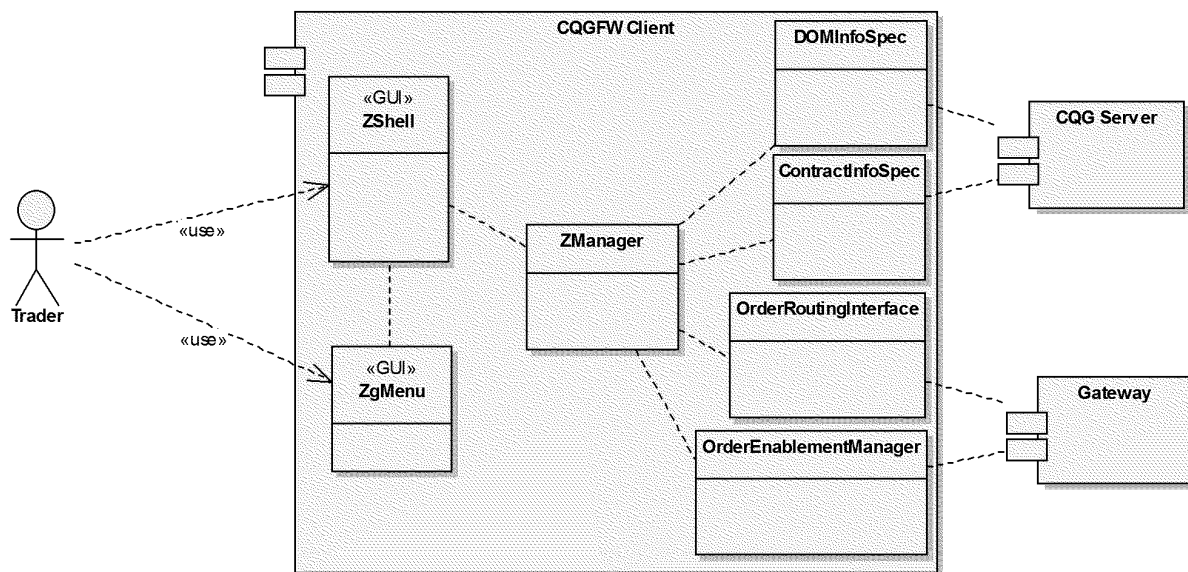 CQGFW Client
DOMInfoSpec
«GUI»
ZShell
CQG Server
ContractInfoSpec
«use»
ZManager
Trader
OrderRoutingInterface
«use»
«GUI»
ZgMenu
Gateway
OrderEnablementManager